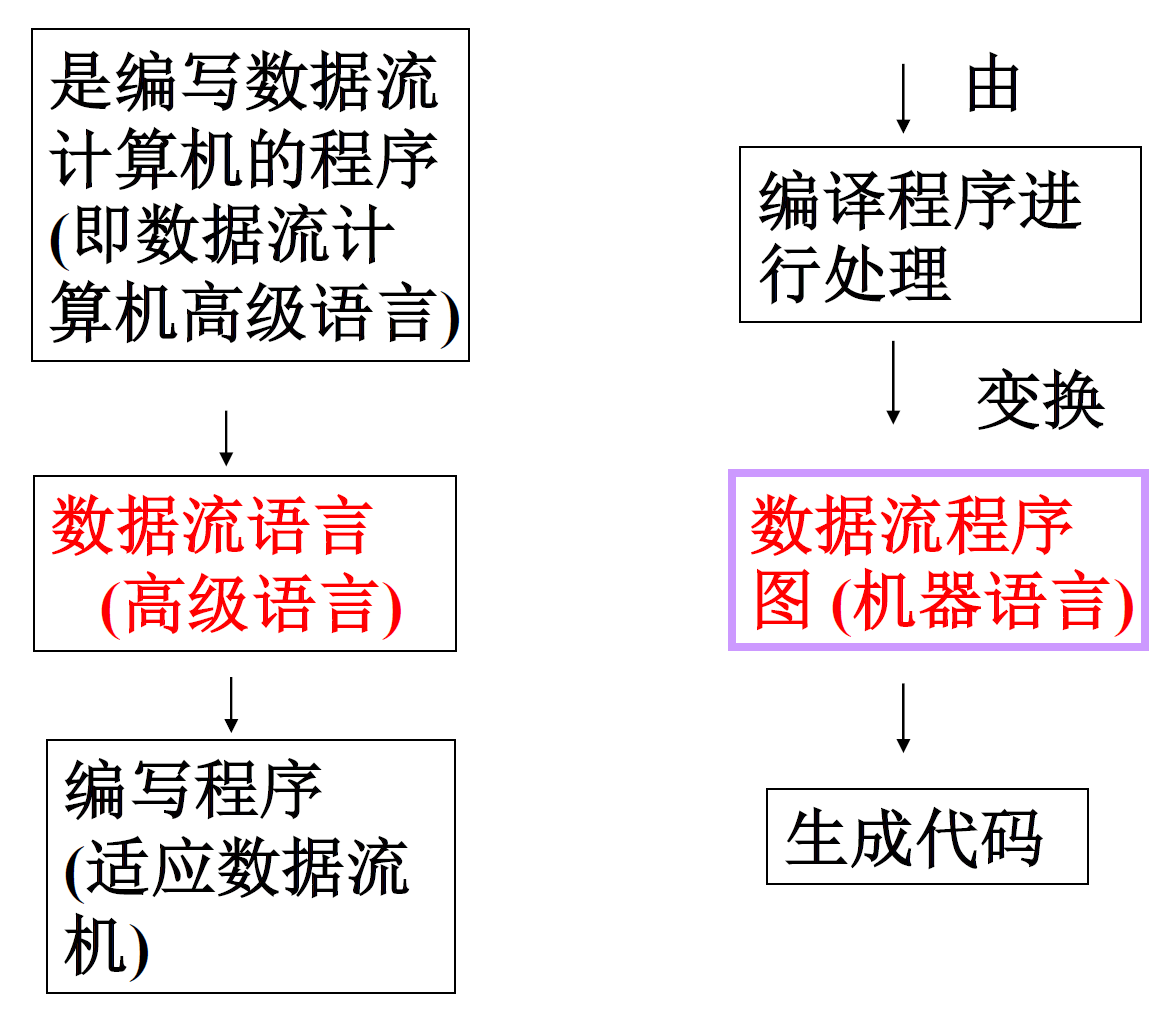 是编写数据流
计算机的程序
(即数据流计
算机高级语言)
数据流语言
(高级语言)
编写程序
(适应数据流
机)
由
编译程序进
行处理
变换
数据流程序
图 (机器语言)
生成代码